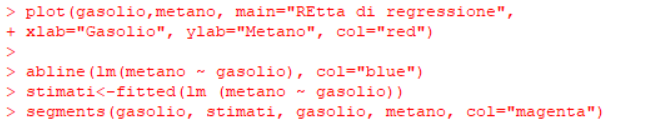 > plot(gasolio,metano, main="REtta di regressione",
+ xlab="Gasolio", ylab="Metano", col="red")
>
> abline(lm(metano ~ gasolio), col="blue")
> stimati<-fitted(lm (metano ~ gasolio))
> segments(gasolio, stimati, gasolio, metano, col="magenta")